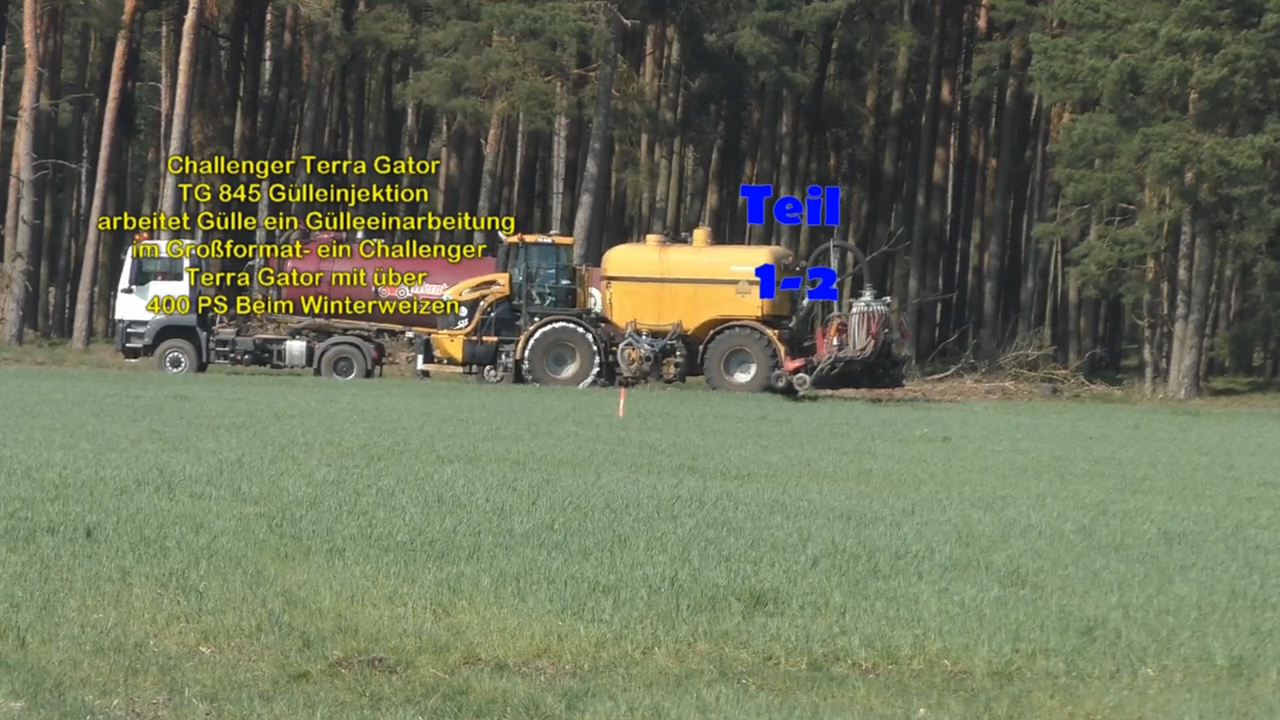 Challenger Terra Gator
TG 845 Gülleinjektion
arbeitet Gülle ein Gülleeinarbeitung
im Großformat- ein Challenger
Terra Gator mit über
400 PS Beim Winterweizen
Teil
1-2